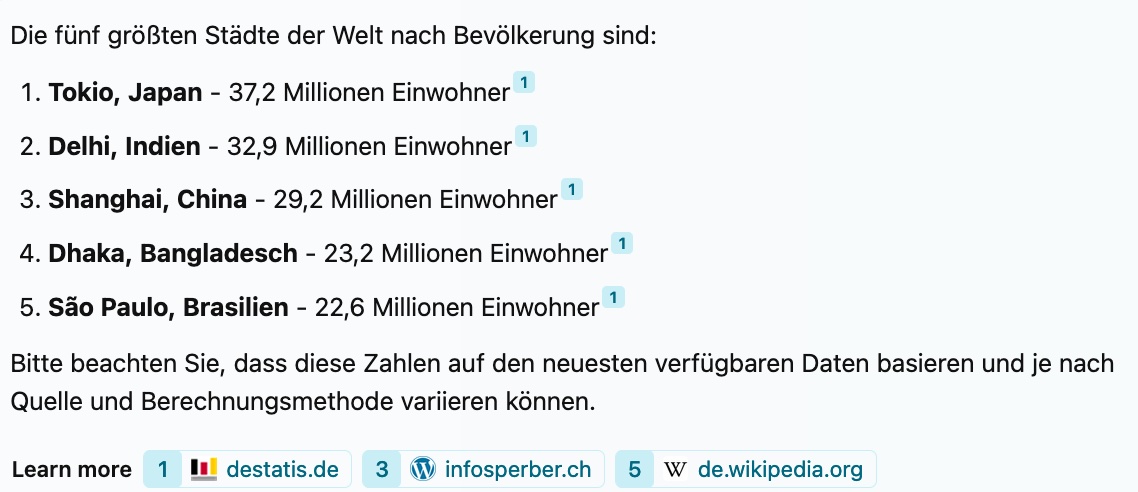 Die fünf größten Städte der Welt nach Bevölkerung sind:
1. Tokio, Japan - 37,2 Millionen Einwohner 1
2. Delhi, Indien - 32,9 Millionen Einwohner 1
3. Shanghai, China - 29,2 Millionen Einwohner 1
4. Dhaka, Bangladesch - 23,2 Millionen Einwohner 1
5. São Paulo, Brasilien - 22,6 Millionen Einwohner 1
Bitte beachten Sie, dass diese Zahlen auf den neuesten verfügbaren Daten basieren und je nach
Quelle und Berechnungsmethode variieren können.
Learn more 1 destatis.de 3 infosperber.ch 5 W de.wikipedia.org